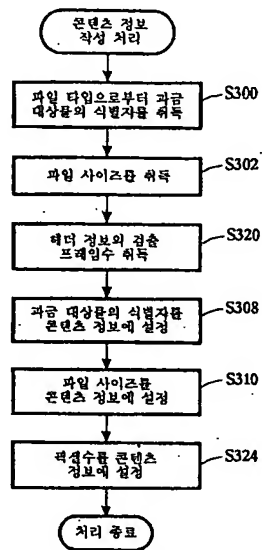 콘텐츠 정보
작성 처리
파일 타입으로부터 과금
대상물의 식별자를 취득
S300
파일 사이즈를 취득
S302
헤더 정보의 검출
프레임수 취득
S320
과금 대상물의 식별자를
콘텐츠 정보에 설정
S308
파일 사이즈를
콘텐츠 정보에 설정
S310
픽셀수를 콘텐츠
정보에 설정
S324
처리 종료